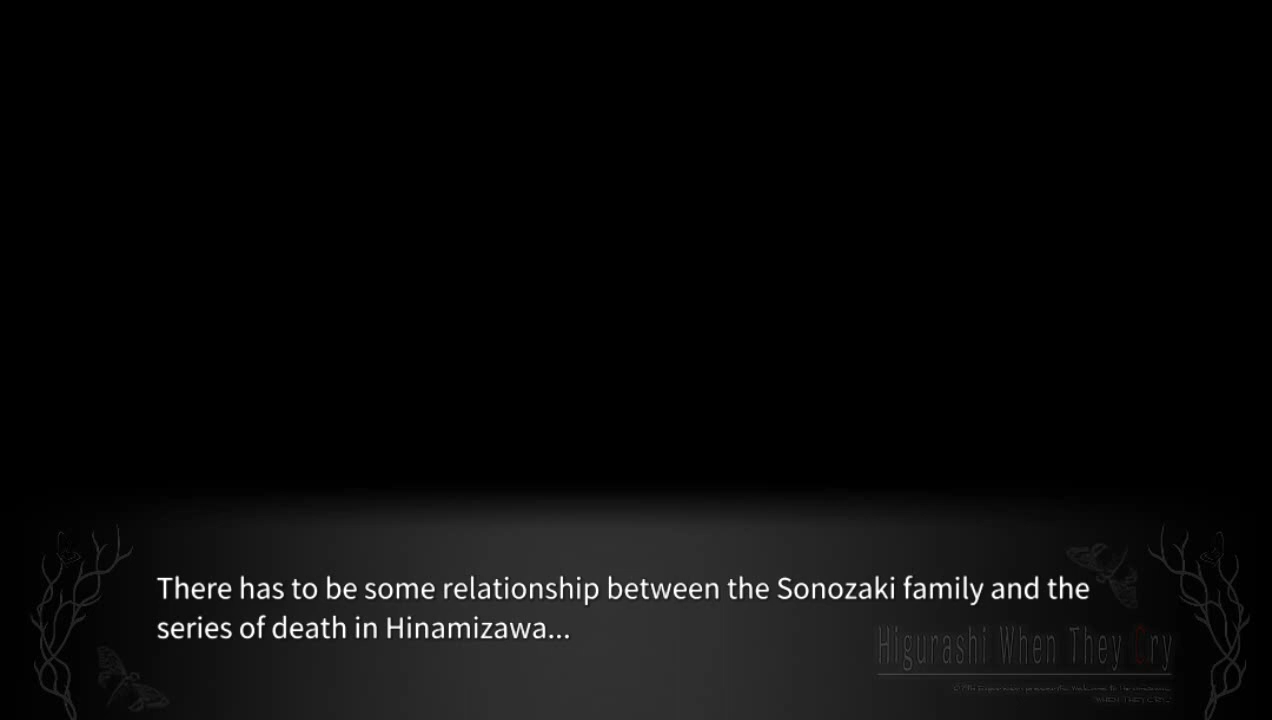 There has to be some relationship between the Sonozaki family and the
series of death in Hinamizawa...
Higurashi When They Cry